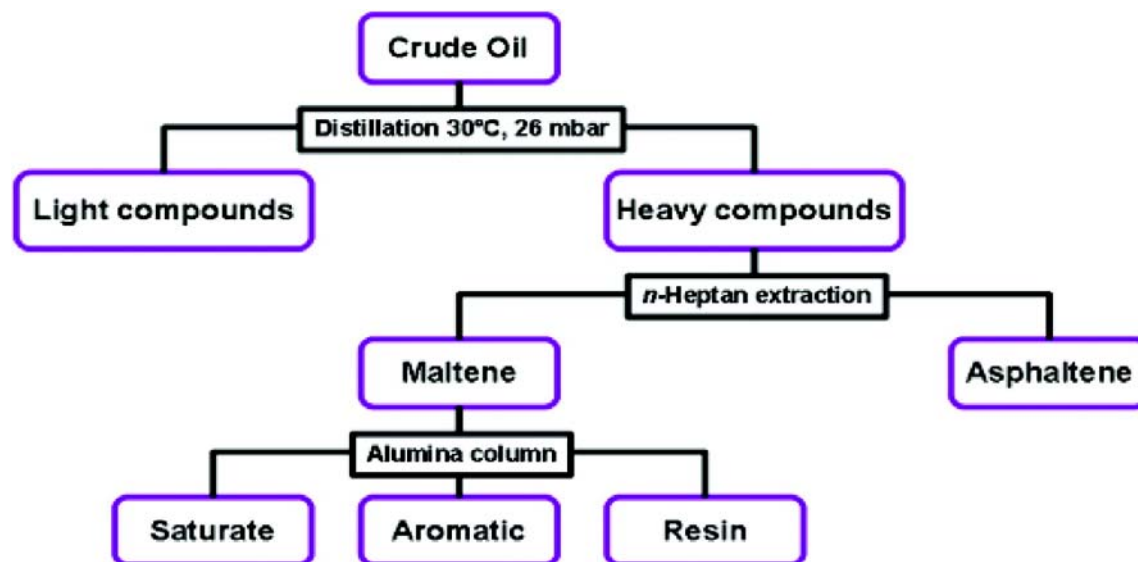 Crude Oil
Distillation 30°C, 26 mbar
Light compounds
Heavy compounds
n-Heptan extraction
Maltene
Asphaltene
Alumina column
Saturate
Aromatic
Resin